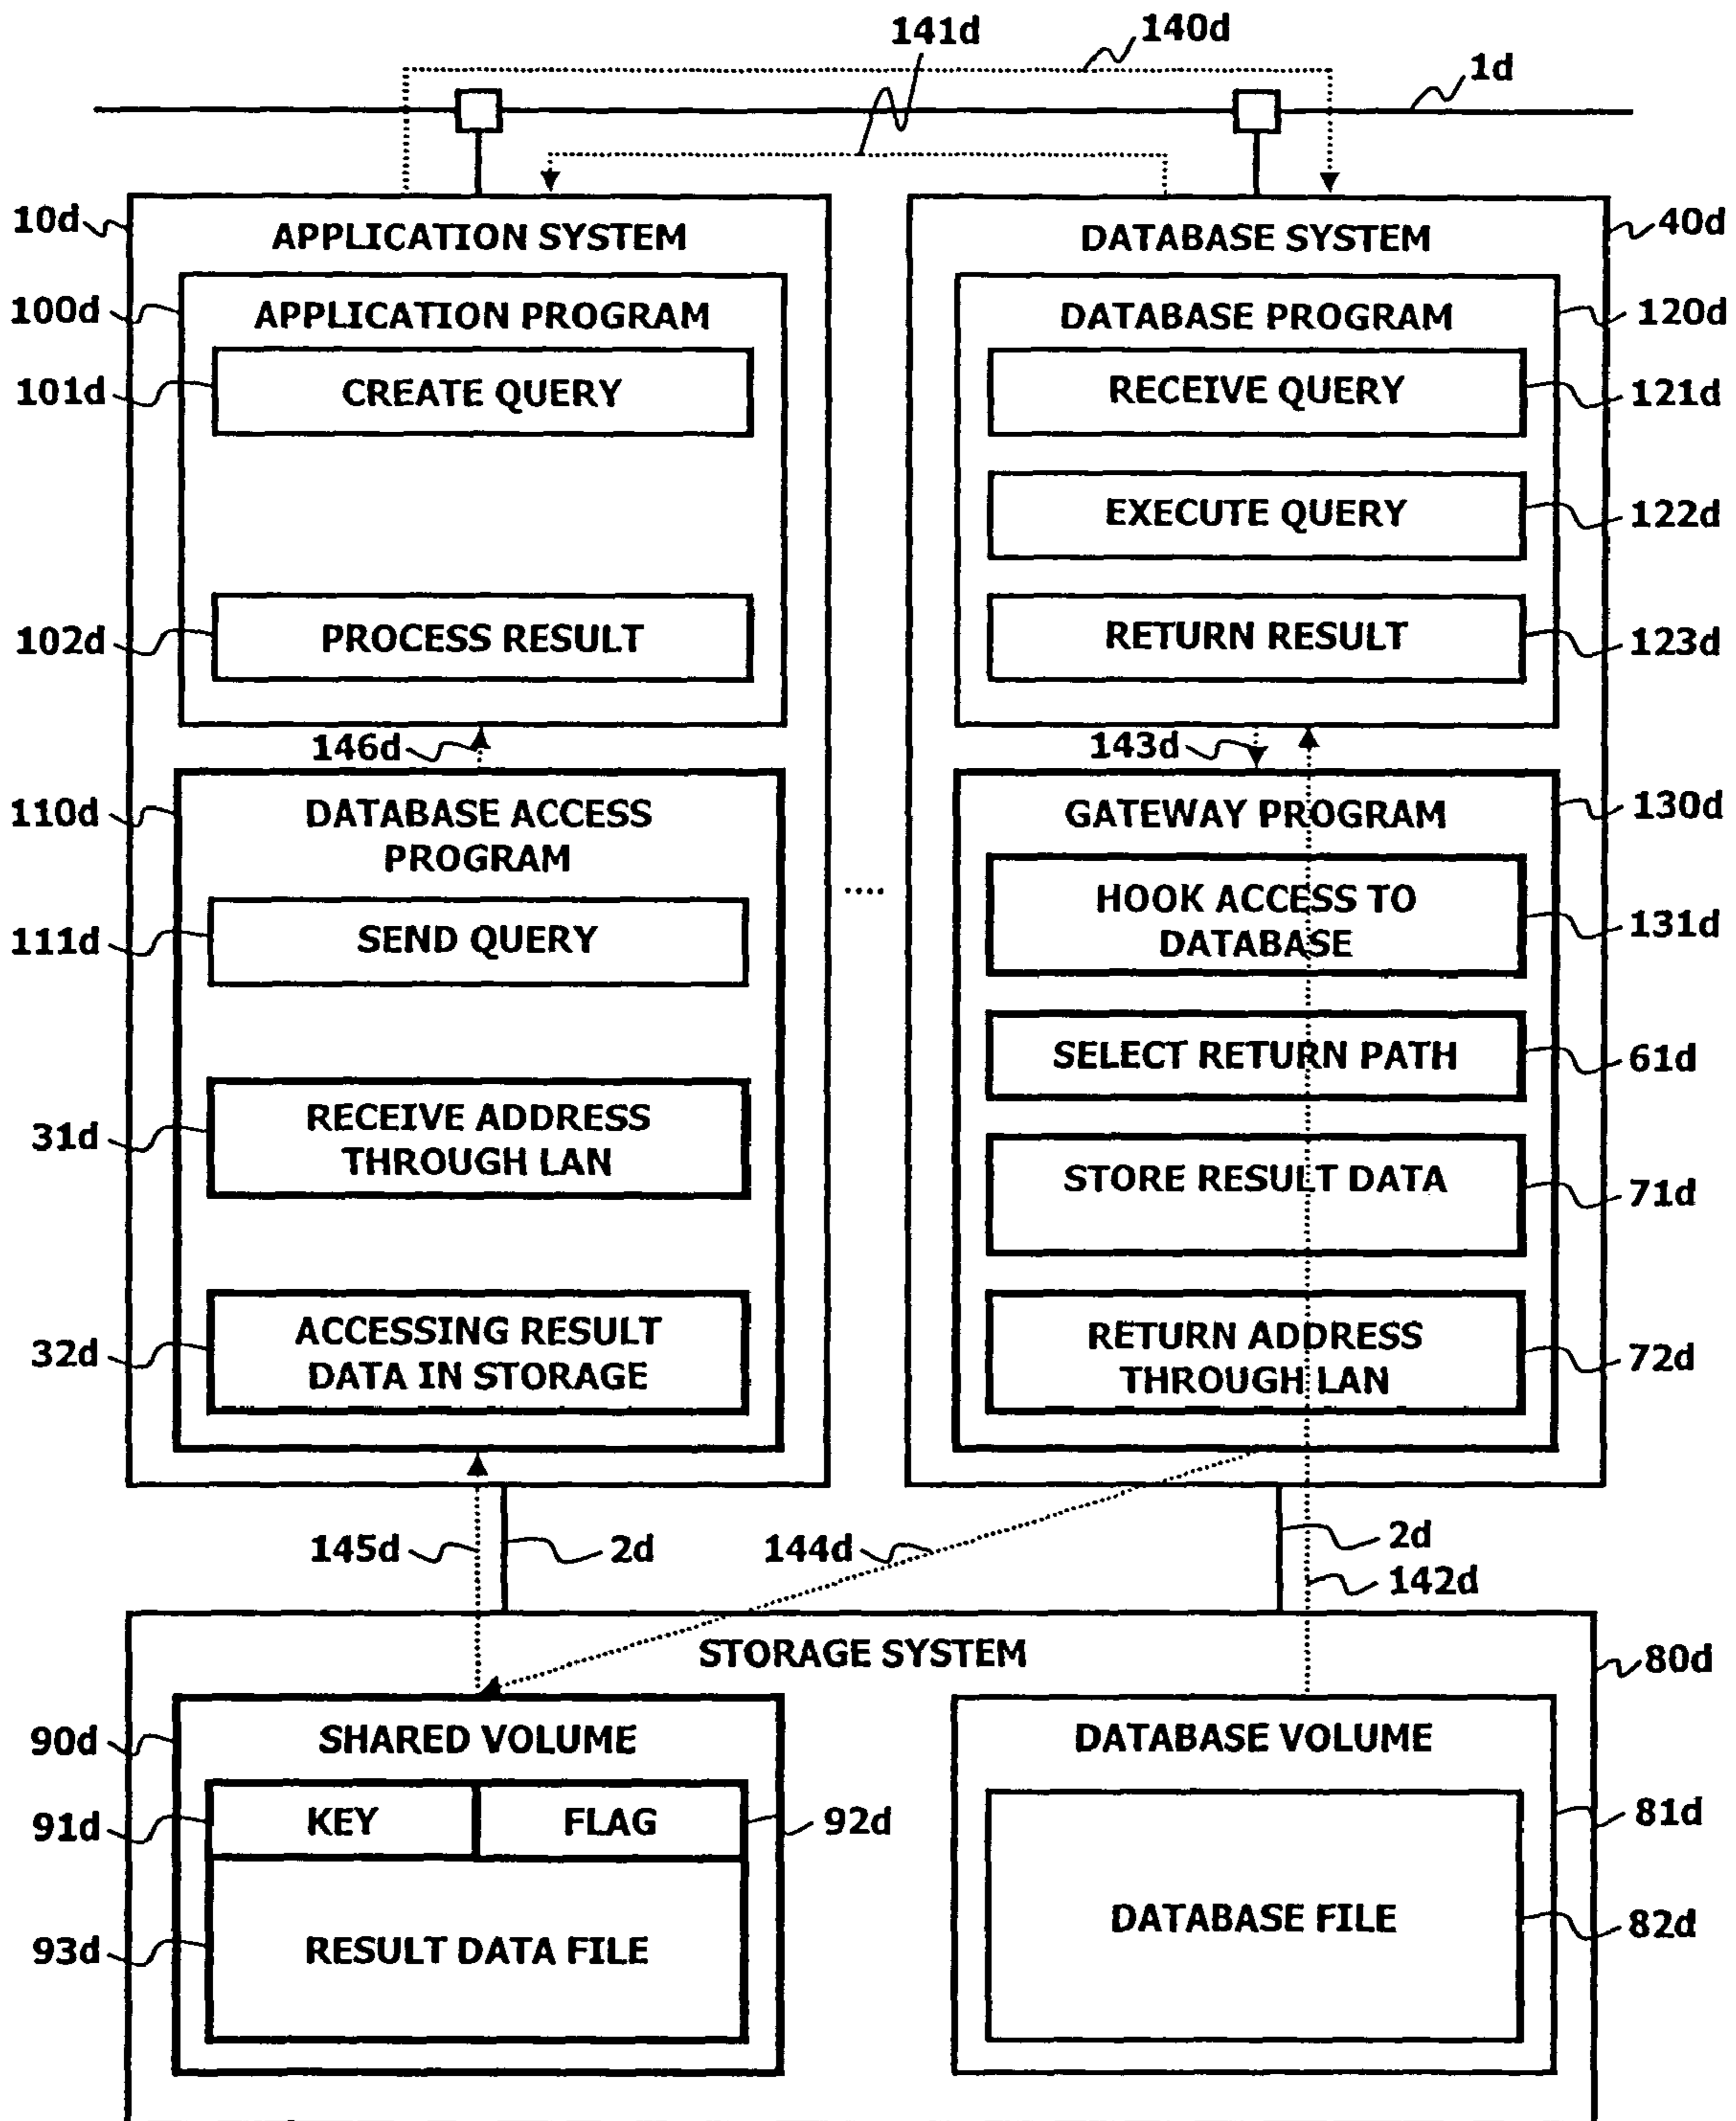 141d
140d
1d
10d
APPLICATION SYSTEM
100d
APPLICATION PROGRAM
101d
CREATE QUERY
102d
PROCESS RESULT
146d
110d
DATABASE ACCESS
PROGRAM
111d
SEND QUERY
31d
RECEIVE ADDRESS
THROUGH LAN
32d
ACCESSING RESULT
DATA IN STORAGE
....
DATABASE SYSTEM
40d
DATABASE PROGRAM
120d
RECEIVE QUERY
121d
EXECUTE QUERY
122d
RETURN RESULT
123d
143d
GATEWAY PROGRAM
130d
HOOK ACCESS TO
DATABASE
131d
SELECT RETURN PATH
61d
STORE RESULT DATA
71d
RETURN ADDRESS
THROUGH LAN
72d
145d
2d
144d
2d
142d
STORAGE SYSTEM
80d
90d
SHARED VOLUME
91d
KEY
FLAG
92d
93d
RESULT DATA FILE
DATABASE VOLUME
81d
DATABASE FILE
82d